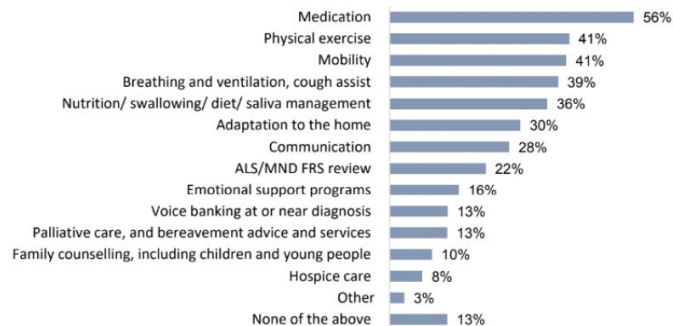 Medication 56%
Physical exercise 41%
Mobility 41%
Breathing and ventilation, cough assist 39%
Nutrition/ swallowing/ diet/ saliva management 36%
Adaptation to the home 30%
Communication 28%
ALS/MND FRS review 22%
Emotional support programs 16%
Voice banking at or near diagnosis 13%
Palliative care, and bereavement advice and services 13%
Family counselling, including children and young people 10%
Hospice care 8%
Other 3%
None of the above 13%